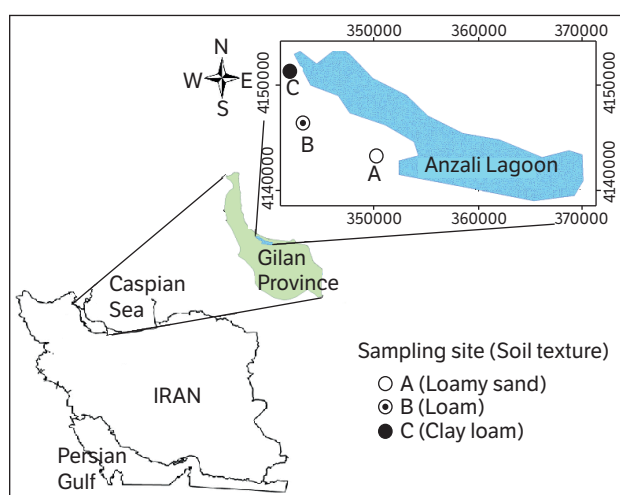 N
W E
S
350000 360000 370000
4150000
4140000
C
B
A
Anzali Lagoon
4150000
4140000
350000 360000 370000
Gilan
Province
Caspian
Sea
IRAN
Persian
Gulf
Sampling site (Soil texture)
A (Loamy sand)
B (Loam)
C (Clay loam)